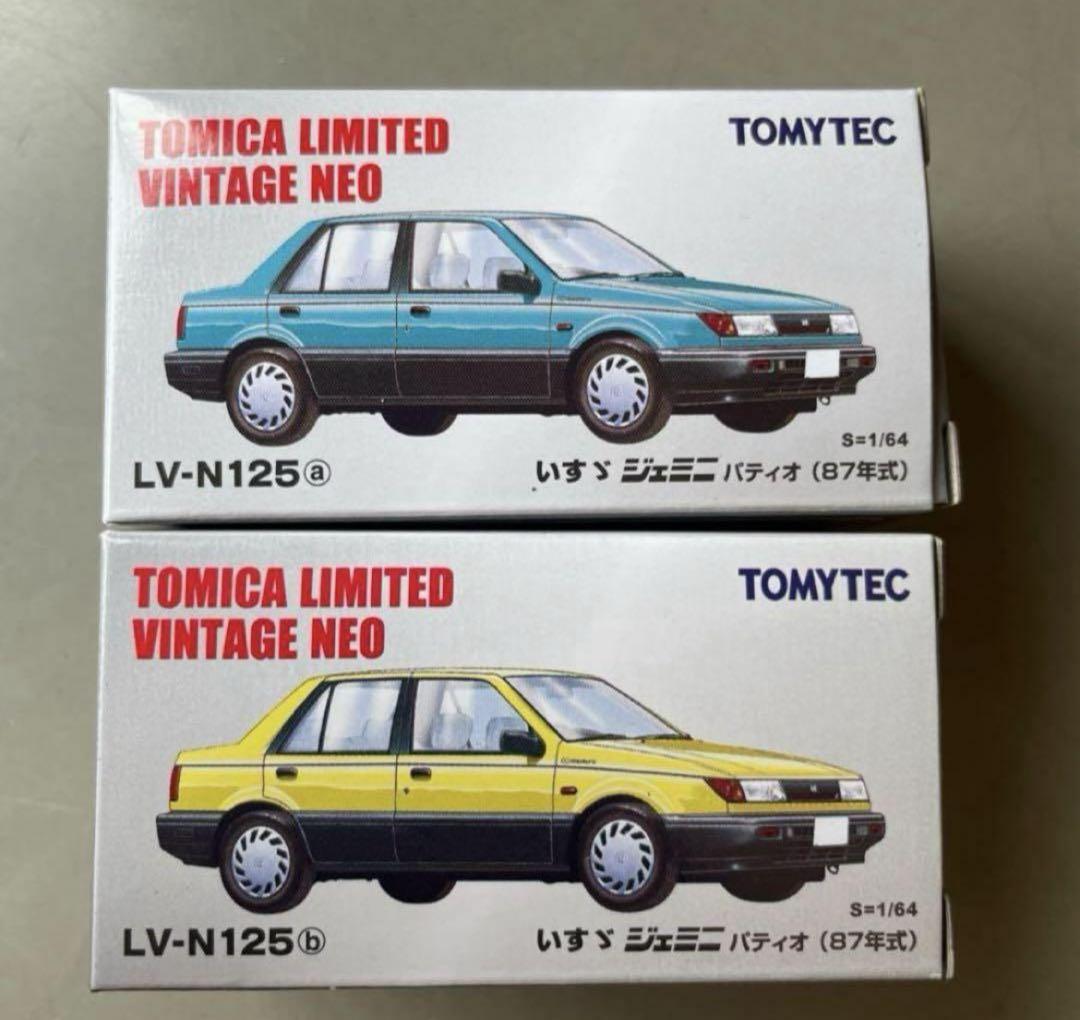 TOMICA LIMITED
VINTAGE NEO
TOMYTEC
S=1/64
LV-N125ⓐ
いすゞ ジェミニ パティオ (87年式)
TOMICA LIMITED
VINTAGE NEO
TOMYTEC
S=1/64
LV-N125ⓑ
いすゞ ジェミニ パティオ (87年式)